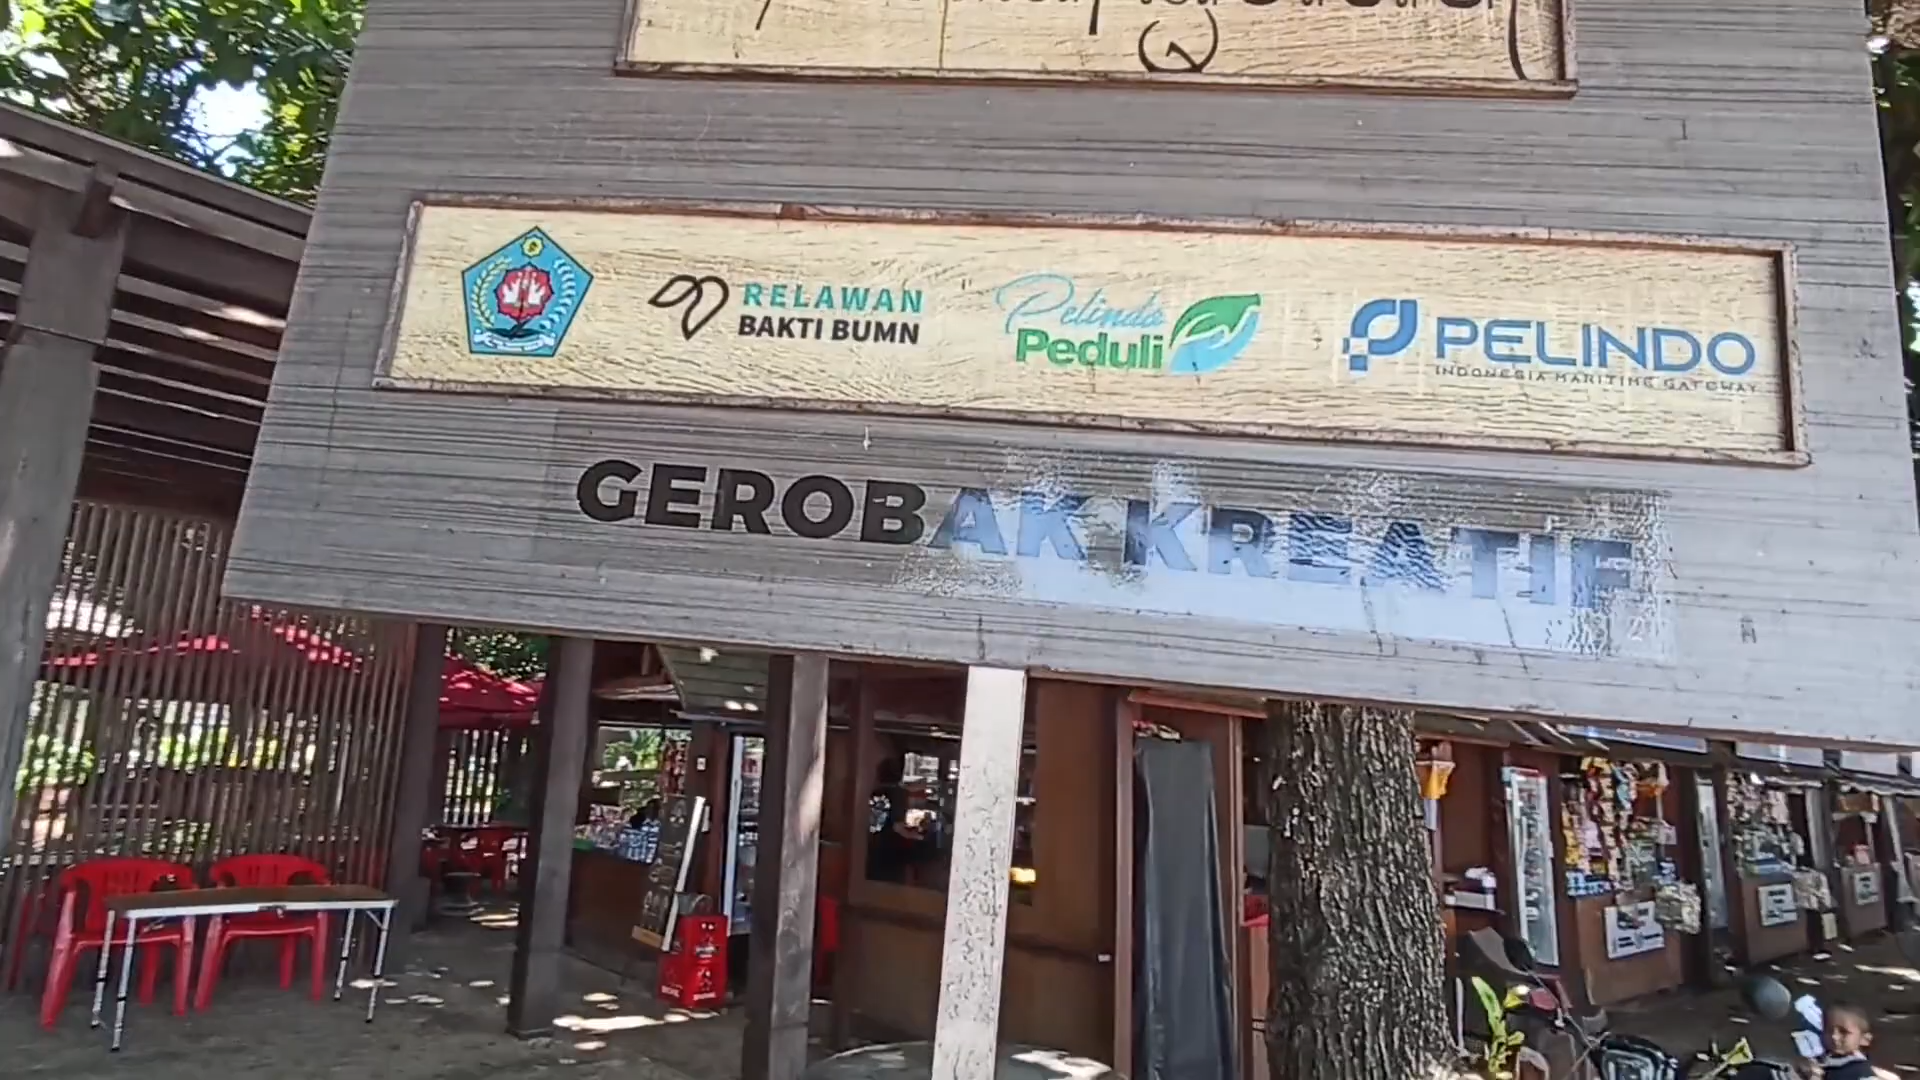 RELAWAN
BAKTI BUMN
Pelindo
Peduli
PELINDO
INDONESIA MARITIME GATEWAY
GEROBAK KREATIF